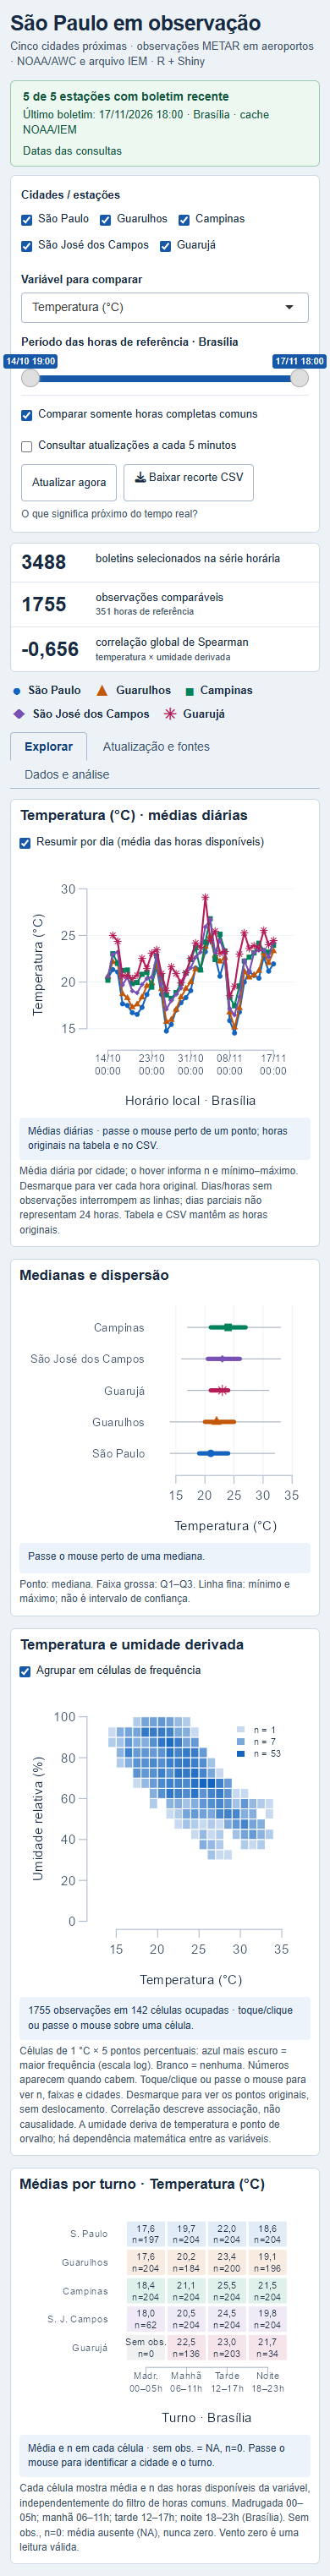 São Paulo em observação
Cinco cidades próximas · observações METAR em aeroportos
· NOAA/AWC e arquivo IEM · R + Shiny
5 de 5 estações com boletim recente
Último boletim: 17/11/2026 18:00 · Brasília · cache
NOAA/IEM
Datas das consultas
Cidades / estações
São Paulo Guarulhos Campinas
São José dos Campos Guarujá
Variável para comparar
Temperatura (°C)
Período das horas de referência · Brasília
14/10 19:00 17/11 18:00
Comparar somente horas completas comuns
Consultar atualizações a cada 5 minutos
Atualizar agora Baixar recorte CSV
O que significa próximo do tempo real?
3488 boletins selecionados na série horária
1755 observações comparáveis
351 horas de referência
-0,656 correlação global de Spearman
temperatura × umidade derivada
São Paulo Guarulhos Campinas
São José dos Campos Guarujá
Explorar Atualização e fontes
Dados e análise
Temperatura (°C) · médias diárias
Resumir por dia (média das horas disponíveis)
30
25
20
15
Temperatura (°C)
14/10 23/10 31/10 08/11 17/11
00:00 00:00 00:00 00:00 00:00
Horário local · Brasília
Médias diárias · passe o mouse perto de um ponto; horas
originais na tabela e no CSV.
Média diária por cidade; o hover informa n e mínimo–máximo.
Desmarque para ver cada hora original. Dias/horas sem
observações interrompem as linhas; dias parciais não
representam 24 horas. Tabela e CSV mantêm as horas
originais.
Medianas e dispersão
Campinas
São José dos Campos
Guarujá
Guarulhos
São Paulo
15 20 25 30 35
Temperatura (°C)
Passe o mouse perto de uma mediana.
Ponto: mediana. Faixa grossa: Q1–Q3. Linha fina: mínimo e
máximo; não é intervalo de confiança.
Temperatura e umidade derivada
Agrupar em células de frequência
100
80
60
40
20
0
Umidade relativa (%)
n = 1
n = 7
n = 53
15 20 25 30 35
Temperatura (°C)
1755 observações em 142 células ocupadas · toque/clique
ou passe o mouse sobre uma célula.
Células de 1 °C × 5 pontos percentuais: azul mais escuro =
maior frequência (escala log). Branco = nenhuma. Números
aparecem quando cabem. Toque/clique ou passe o mouse para
ver n, faixas e cidades. Desmarque para ver os pontos originais,
sem deslocamento. Correlação descreve associação, não
causalidade. A umidade deriva de temperatura e ponto de
orvalho; há dependência matemática entre as variáveis.
Médias por turno · Temperatura (°C)
S. Paulo 17,6 19,7 22,0 18,6
n=197 n=204 n=204 n=204
Guarulhos 17,6 20,2 23,4 19,1
n=204 n=184 n=200 n=196
Campinas 18,4 21,1 25,5 21,5
n=204 n=204 n=204 n=204
S. J. Campos 18,0 20,5 24,5 19,8
n=62 n=204 n=204 n=204
Guarujá Sem obs. 22,5 23,0 21,7
n=0 n=136 n=203 n=34
Madr. Manhã Tarde Noite
00–05h 06–11h 12–17h 18–23h
Turno · Brasília
Média e n em cada célula · sem obs. = NA, n=0. Passe o
mouse para identificar a cidade e o turno.
Cada célula mostra média e n das horas disponíveis da variável,
independentemente do filtro de horas comuns. Madrugada 00–
05h; manhã 06–11h; tarde 12–17h; noite 18–23h (Brasília). Sem
obs., n=0: média ausente (NA), nunca zero. Vento zero é uma
leitura válida.